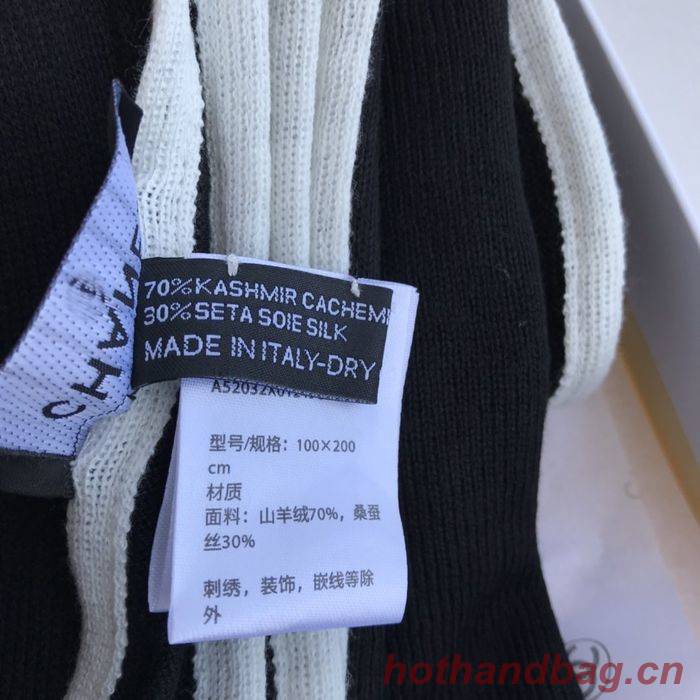 CHANE
70%KASHMIR CACHEMI
30%SETA SOIE SILK
MADE IN ITALY-DRY
型号/规格：100×200
cm
材质
面料：山羊绒70%，桑蚕
丝30%
刺绣，装饰，嵌线等除
外
hothandbag.cn